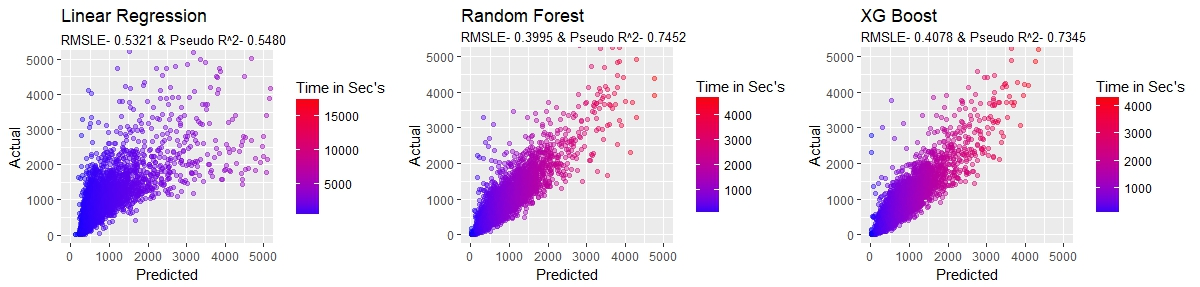 Linear Regression
RMSLE- 0.5321 & Pseudo R^2- 0.5480
5000
4000
3000
2000
1000
0
Actual
0 1000 2000 3000 4000 5000
Predicted
Time in Sec's
15000
10000
5000
Random Forest
RMSLE- 0.3995 & Pseudo R^2- 0.7452
5000
4000
3000
2000
1000
0
Actual
0 1000 2000 3000 4000 5000
Predicted
Time in Sec's
4000
3000
2000
1000
XG Boost
RMSLE- 0.4078 & Pseudo R^2- 0.7345
5000
4000
3000
2000
1000
0
Actual
0 1000 2000 3000 4000 5000
Predicted
Time in Sec's
4000
3000
2000
1000